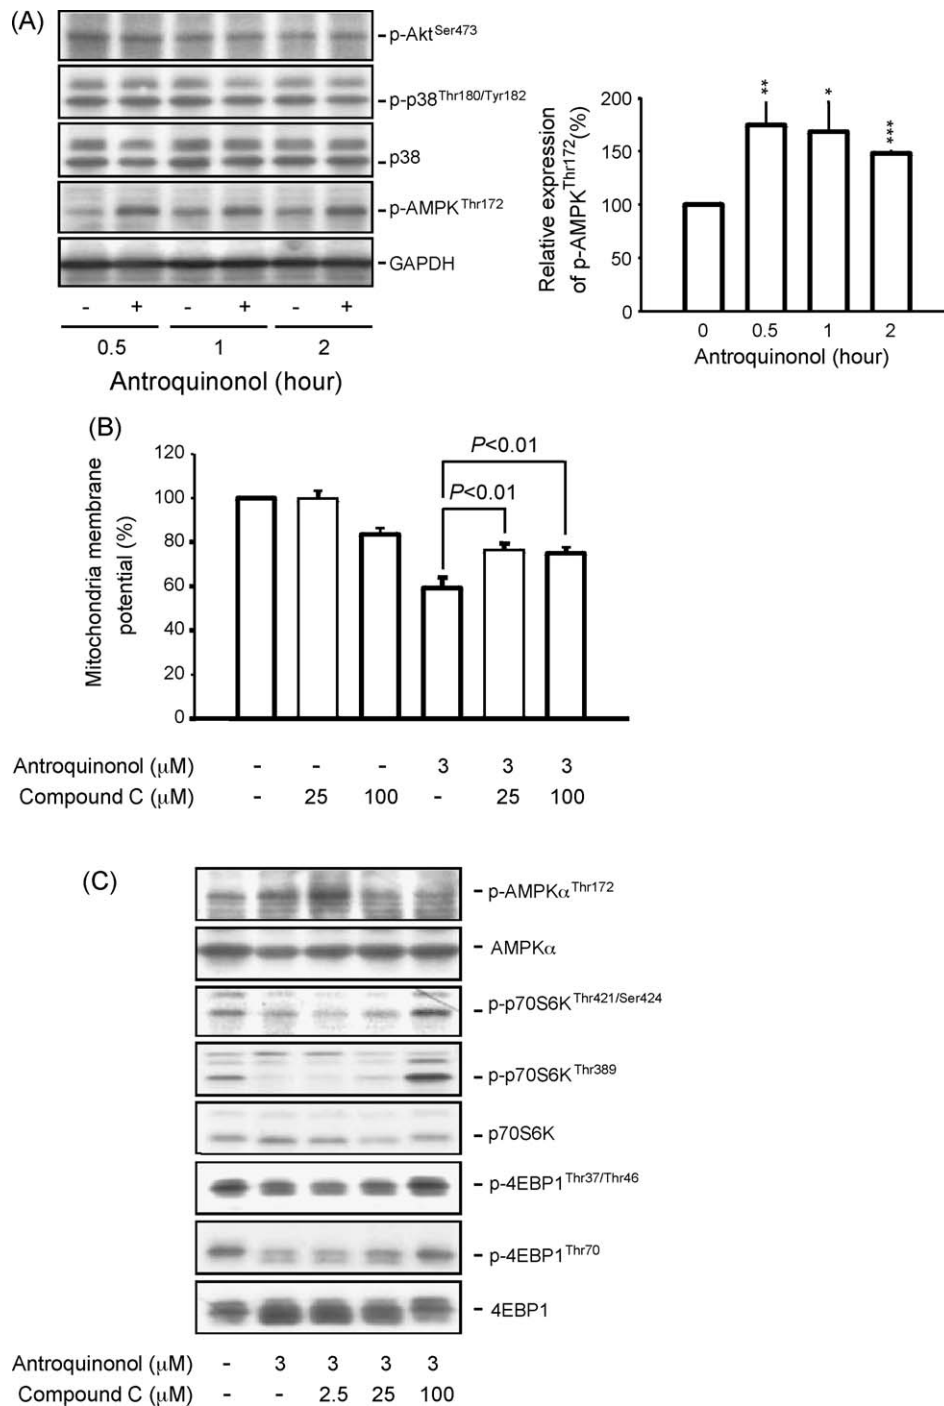 (A)
p-Akt^Ser473
p-p38^Thr180/Tyr182
p38
p-AMPK^Thr172
GAPDH
- + - + - +
0.5 1 2
Antroquinonol (hour)
Relative expression
of p-AMPK^Thr172(%)
200
150
100
50
0
** * ***
0 0.5 1 2
Antroquinonol (hour)
(B)
Mitochondria membrane
potential (%)
120
100
80
60
40
20
0
P<0.01
P<0.01
Antroquinonol (μM) - - - 3 3 3
Compound C (μM) - 25 100 - 25 100
(C)
p-AMPKα^Thr172
AMPKα
p-p70S6K^Thr421/Ser424
p-p70S6K^Thr389
p70S6K
p-4EBP1^Thr37/Thr46
p-4EBP1^Thr70
4EBP1
Antroquinonol (μM) - 3 3 3 3
Compound C (μM) - - 2.5 25 100